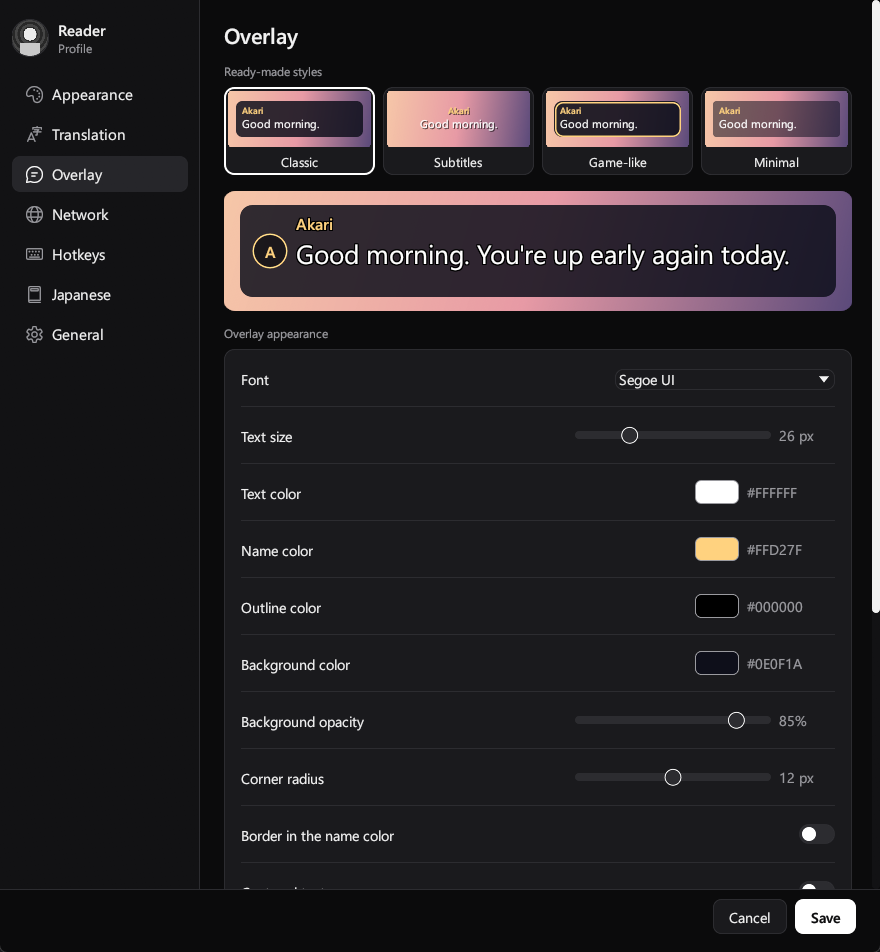 Reader
Profile
Appearance
Translation
Overlay
Network
Hotkeys
Japanese
General
Overlay
Ready-made styles
Akari
Good morning.
Classic
Akari
Good morning.
Subtitles
Akari
Good morning.
Game-like
Akari
Good morning.
Minimal
Akari
A
Good morning. You're up early again today.
Overlay appearance
Font
Segoe UI
Text size
26 px
Text color
#FFFFFF
Name color
#FFD27F
Outline color
#000000
Background color
#0E0F1A
Background opacity
85%
Corner radius
12 px
Border in the name color
Cancel
Save